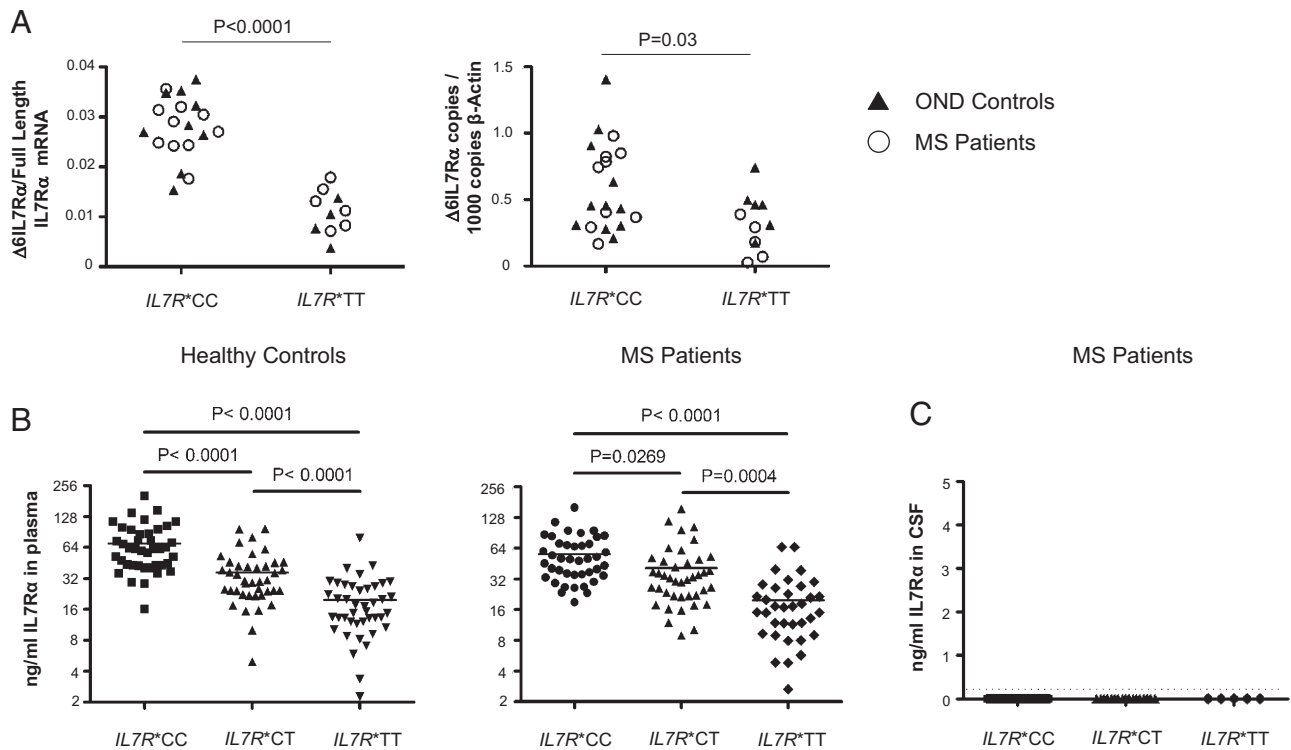 A
P<0.0001
Δ6IL7Rα/Full Length
IL7Rα mRNA
0.04
0.03
0.02
0.01
0
IL7R*CC
IL7R*TT
P=0.03
Δ6IL7Rα copies /
1000 copies β-Actin
1.5
1.0
0.5
0
IL7R*CC
IL7R*TT
OND Controls
MS Patients
Healthy Controls
B
P< 0.0001
P< 0.0001
P< 0.0001
ng/ml IL7Rα in plasma
256
128
64
32
16
8
4
2
IL7R*CC
IL7R*CT
IL7R*TT
MS Patients
P< 0.0001
P=0.0269
P=0.0004
256
128
64
32
16
8
4
2
IL7R*CC
IL7R*CT
IL7R*TT
MS Patients
C
ng/ml IL7Rα in CSF
5
4
3
2
1
0
IL7R*CC
IL7R*CT
IL7R*TT